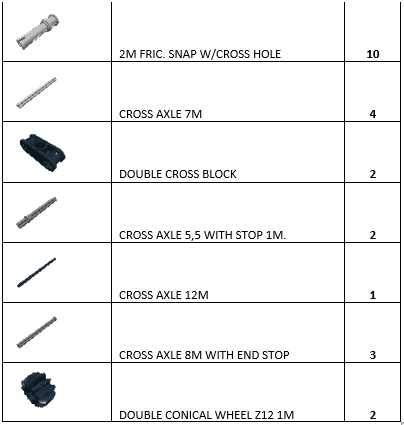 2M FRIC. SNAP W/CROSS HOLE 10
CROSS AXLE 7M 4
DOUBLE CROSS BLOCK 2
CROSS AXLE 5,5 WITH STOP 1M. 2
CROSS AXLE 12M 1
CROSS AXLE 8M WITH END STOP 3
DOUBLE CONICAL WHEEL Z12 1M 2